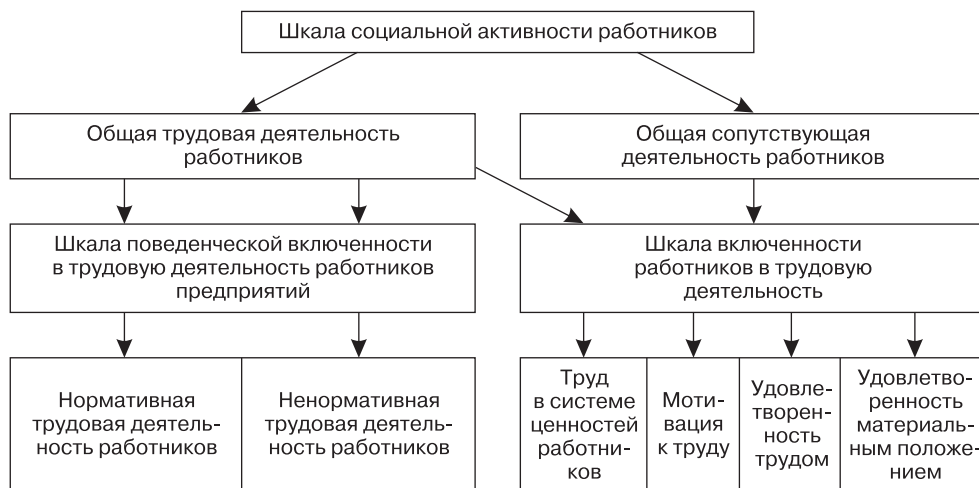 Шкала социальной активности работников
Общая трудовая деятельность
работников
Общая сопутствующая
деятельность работников
Шкала поведенческой включенности
в трудовую деятельность работников
предприятий
Шкала включенности
работников в трудовую
деятельность
Нормативная
трудовая деятель-
ность работников
Ненормативная
трудовая деятель-
ность работников
Труд
в системе
ценностей
работни-
ков
Моти-
вация
к труду
Удовле-
творен-
ность
трудом
Удовлетво-
ренность
материаль-
ным положе-
нием